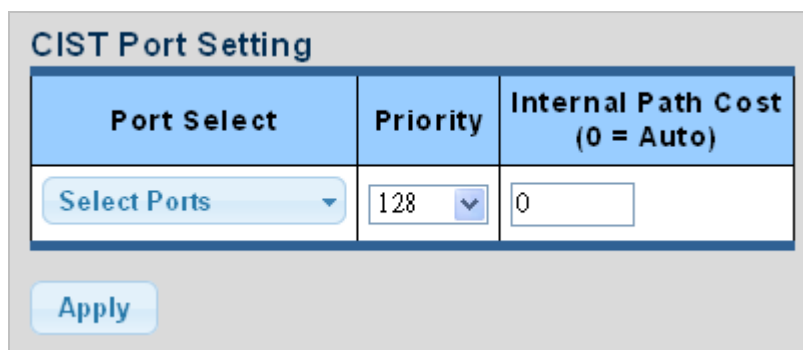 CIST Port Setting
Port Select Priority Internal Path Cost
(0 = Auto)
Select Ports 128 0
Apply